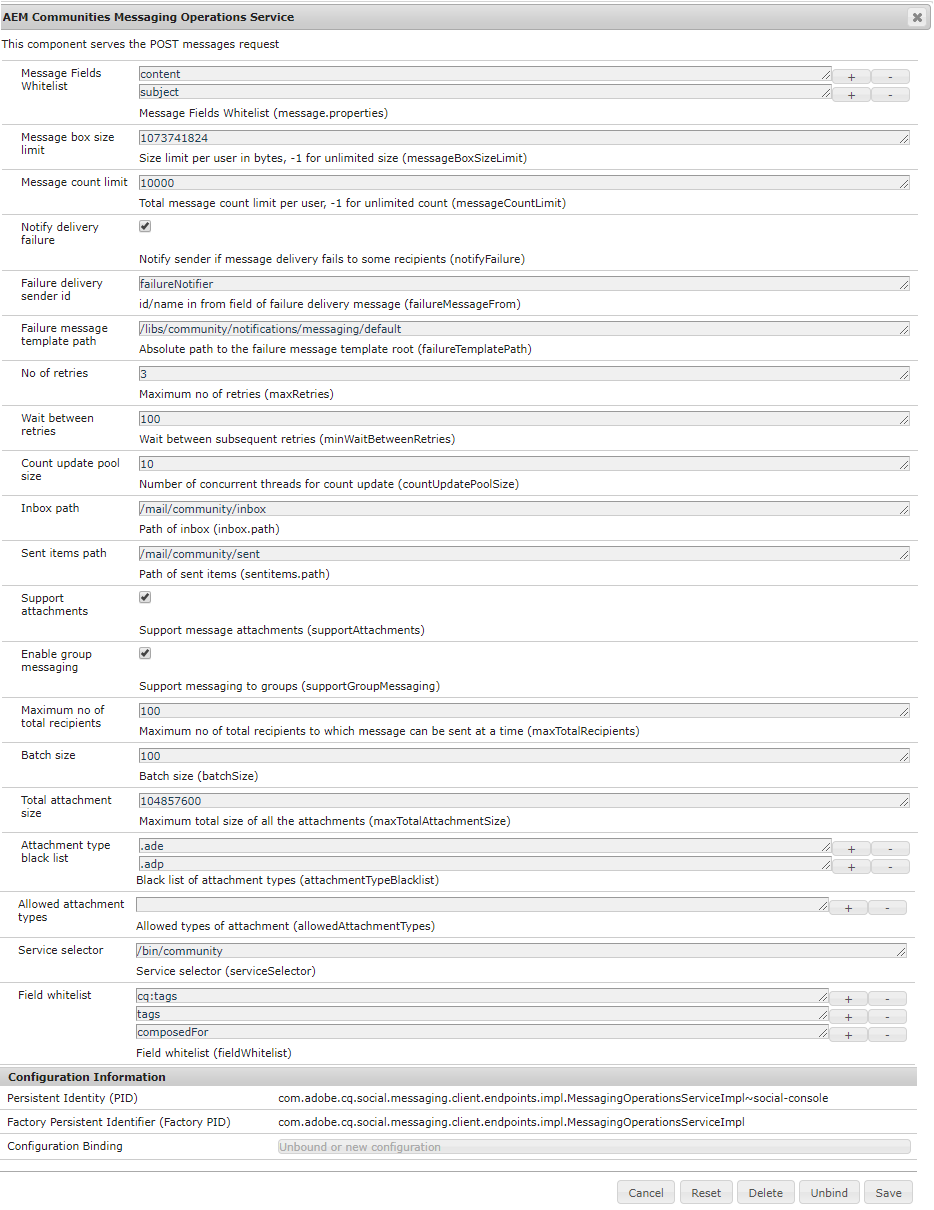 AEM Communities Messaging Operations Service
This component serves the POST messages request
Message Fields
Whitelist
content
+
-
subject
+
-
Message Fields Whitelist (message.properties)
Message box size
limit
1073741824
Size limit per user in bytes, -1 for unlimited size (messageBoxSizeLimit)
Message count limit
10000
Total message count limit per user, -1 for unlimited count (messageCountLimit)
Notify delivery
failure
Notify sender if message delivery fails to some recipients (notifyFailure)
Failure delivery
sender id
failureNotifier
id/name in from field of failure delivery message (failureMessageFrom)
Failure message
template path
/libs/community/notifications/messaging/default
Absolute path to the failure message template root (failureTemplatePath)
No of retries
3
Maximum no of retries (maxRetries)
Wait between
retries
100
Wait between subsequent retries (minWaitBetweenRetries)
Count update pool
size
10
Number of concurrent threads for count update (countUpdatePoolSize)
Inbox path
/mail/community/inbox
Path of inbox (inbox.path)
Sent items path
/mail/community/sent
Path of sent items (sentitems.path)
Support
attachments
Support message attachments (supportAttachments)
Enable group
messaging
Support messaging to groups (supportGroupMessaging)
Maximum no of
total recipients
100
Maximum no of total recipients to which message can be sent at a time (maxTotalRecipients)
Batch size
100
Batch size (batchSize)
Total attachment
size
104857600
Maximum total size of all the attachments (maxTotalAttachmentSize)
Attachment type
black list
.ade
+
-
.adp
+
-
Black list of attachment types (attachmentTypeBlacklist)
Allowed attachment
types
+
-
Allowed types of attachment (allowedAttachmentTypes)
Service selector
/bin/community
Service selector (serviceSelector)
Field whitelist
cq:tags
+
-
tags
+
-
composedFor
+
-
Field whitelist (fieldWhitelist)
Configuration Information
Persistent Identity (PID)
com.adobe.cq.social.messaging.client.endpoints.impl.MessagingOperationsServiceImpl~social-console
Factory Persistent Identifier (Factory PID)
com.adobe.cq.social.messaging.client.endpoints.impl.MessagingOperationsServiceImpl
Configuration Binding
Unbound or new configuration
Cancel
Reset
Delete
Unbind
Save